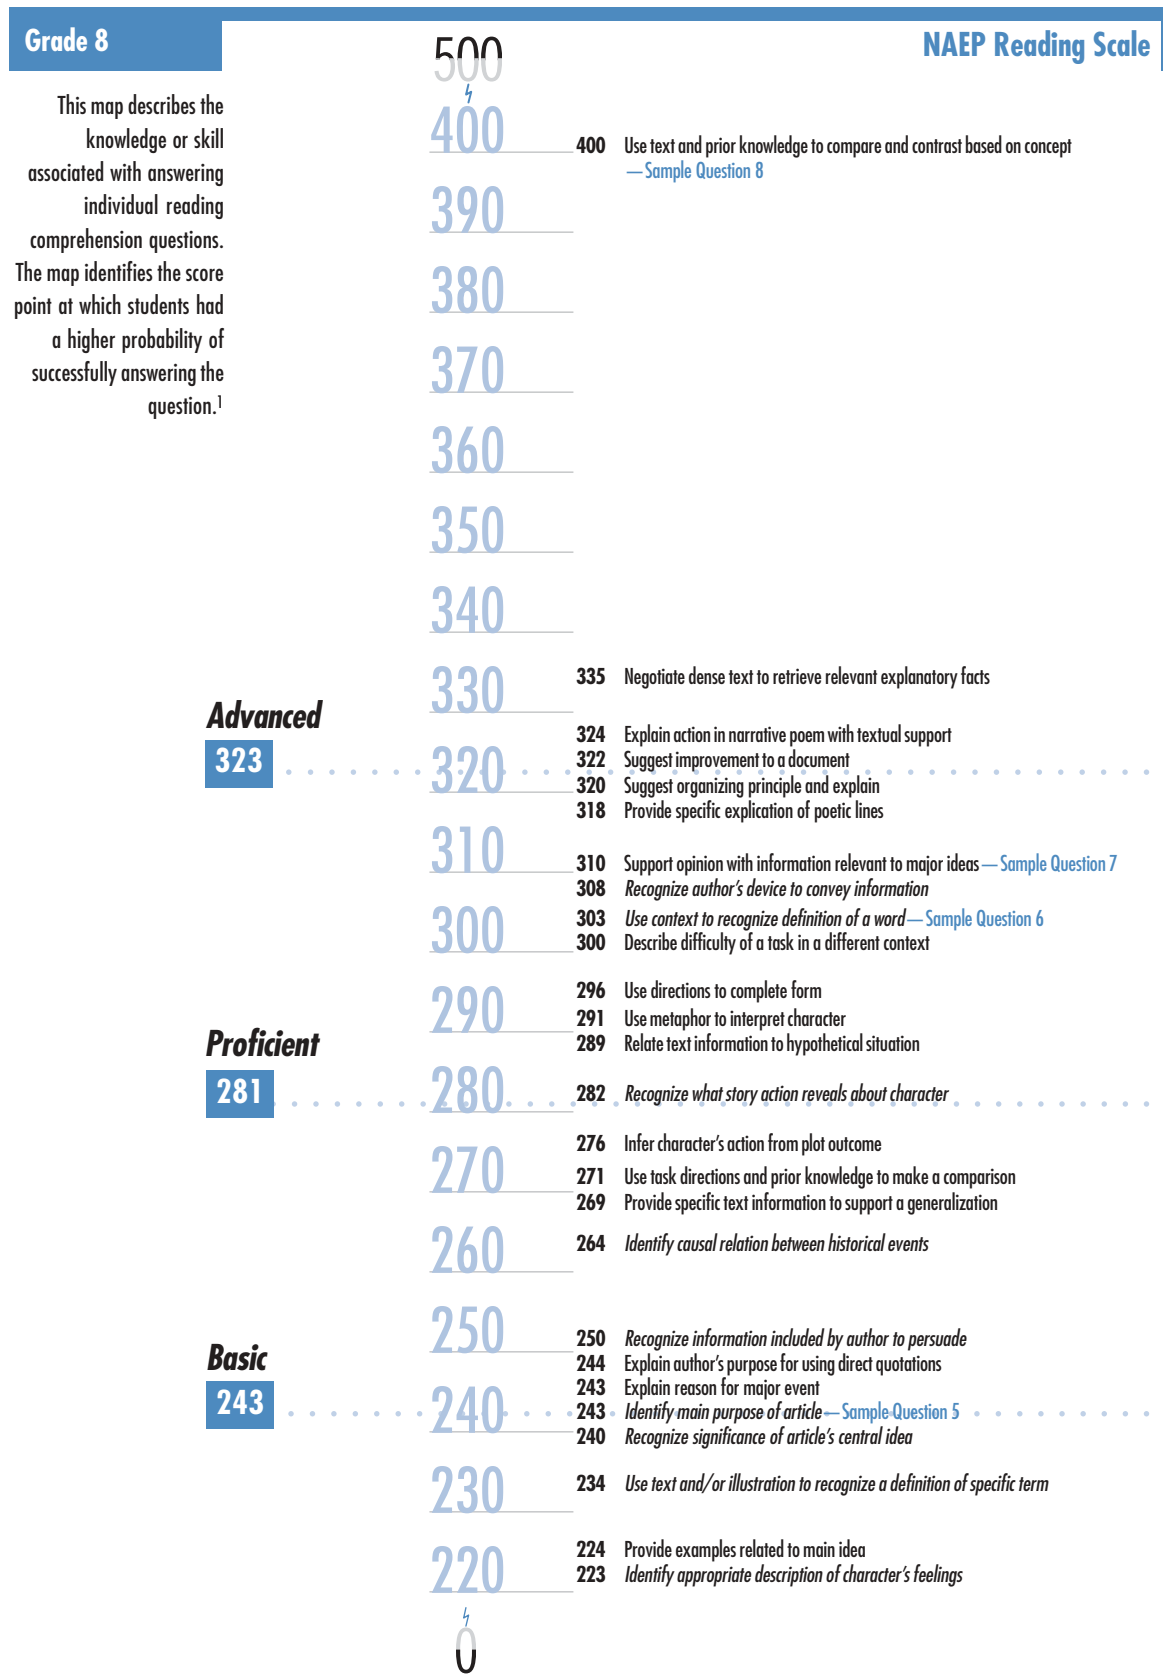 Grade 8
NAEP Reading Scale
This map describes the
knowledge or skill
associated with answering
individual reading
comprehension questions.
The map identifies the score
point at which students had
a higher probability of
successfully answering the
question.1
500
400
400 Use text and prior knowledge to compare and contrast based on concept
—Sample Question 8
390
380
370
360
350
340
330
335 Negotiate dense text to retrieve relevant explanatory facts
Advanced
323
324 Explain action in narrative poem with textual support
322 Suggest improvement to a document
320
320 Suggest organizing principle and explain
318 Provide specific explication of poetic lines
310
310 Support opinion with information relevant to major ideas—Sample Question 7
308 Recognize author's device to convey information
303 Use context to recognize definition of a word—Sample Question 6
300
300 Describe difficulty of a task in a different context
296 Use directions to complete form
290
291 Use metaphor to interpret character
289 Relate text information to hypothetical situation
Proficient
281
280
282 Recognize what story action reveals about character
276 Infer character's action from plot outcome
270
271 Use task directions and prior knowledge to make a comparison
269 Provide specific text information to support a generalization
260
264 Identify causal relation between historical events
250
250 Recognize information included by author to persuade
Basic
243
244 Explain author's purpose for using direct quotations
243 Explain reason for major event
240
243 Identify main purpose of article—Sample Question 5
240 Recognize significance of article's central idea
230
234 Use text and/or illustration to recognize a definition of specific term
224 Provide examples related to main idea
220
223 Identify appropriate description of character's feelings
0